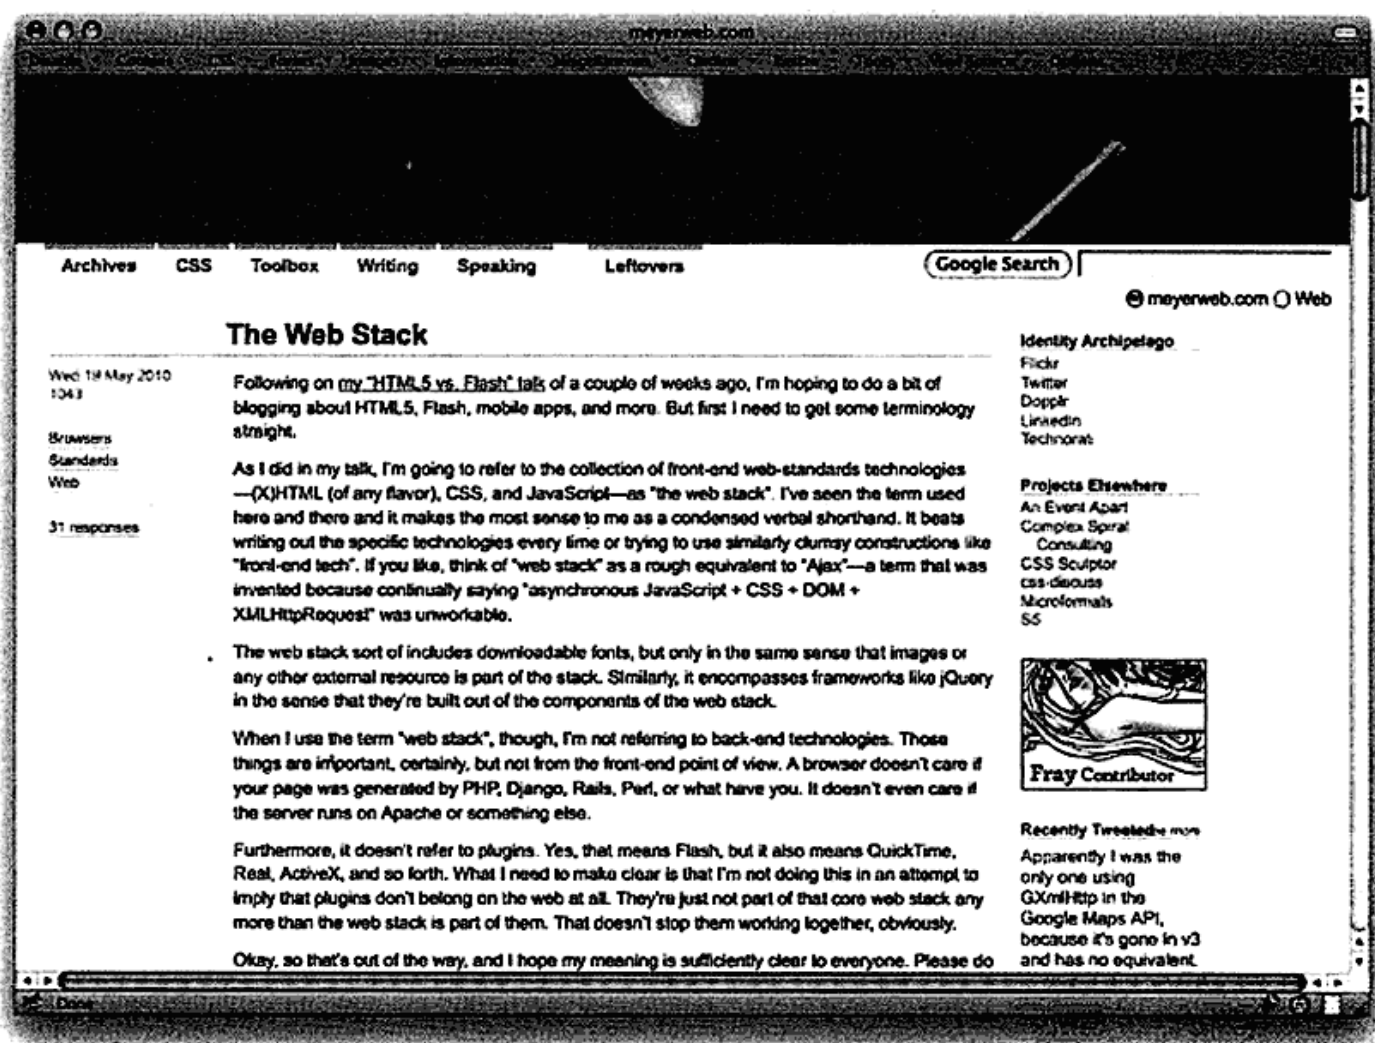 meyerweb.com
Archives CSS Toolbox Writing Speaking Leftovers Google Search
meyerweb.com Web
The Web Stack
Wed 19 May 2010
1043
Browsers
Standards
Web
31 responses
Following on my "HTML5 vs. Flash" talk of a couple of weeks ago, I'm hoping to do a bit of
blogging about HTML5, Flash, mobile apps, and more. But first I need to get some terminology
straight.
As I did in my talk, I'm going to refer to the collection of front-end web-standards technologies
—(X)HTML (of any flavor), CSS, and JavaScript—as "the web stack". I've seen the term used
here and there and it makes the most sense to me as a condensed verbal shorthand. It beats
writing out the specific technologies every time or trying to use similarly clumsy constructions like
"front-end tech". If you like, think of "web stack" as a rough equivalent to "Ajax"—a term that was
invented because continually saying "asynchronous JavaScript + CSS + DOM +
XMLHttpRequest" was unworkable.
The web stack sort of includes downloadable fonts, but only in the same sense that images or
any other external resource is part of the stack. Similarly, it encompasses frameworks like jQuery
in the sense that they're built out of the components of the web stack.
When I use the term "web stack", though, I'm not referring to back-end technologies. Those
things are important, certainly, but not from the front-end point of view. A browser doesn't care if
your page was generated by PHP, Django, Rails, Perl, or what have you. It doesn't even care if
the server runs on Apache or something else.
Furthermore, it doesn't refer to plugins. Yes, that means Flash, but it also means QuickTime,
Real, ActiveX, and so forth. What I need to make clear is that I'm not doing this in an attempt to
imply that plugins don't belong on the web at all. They're just not part of that core web stack any
more than the web stack is part of them. That doesn't stop them working together, obviously.
Okay, so that's out of the way, and I hope my meaning is sufficiently clear to everyone. Please do
Identity Archipelago
Flickr
Twitter
Dopplr
LinkedIn
Technorati
Projects Elsewhere
An Event Apart
Complex Spiral
Consulting
CSS Sculptor
css-discuss
Microformats
S5
Fray Contributor
Recently Tweeted more
Apparently I was the
only one using
GXmlHttp in the
Google Maps API,
because it's gone in v3
and has no equivalent.
Done